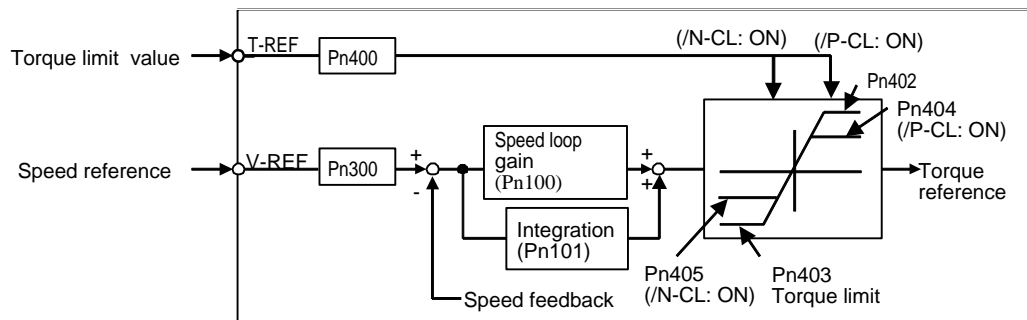 (/N-CL: ON) (/P-CL: ON)
T-REF
Torque limit value
Pn400
Pn402
Pn404
(/P-CL: ON)
Speed loop
gain
(Pn100)
V-REF
Speed reference
Pn300
+
-
+
+
Torque
reference
Integration
(Pn101)
Pn405
(/N-CL: ON)
Pn403
Torque limit
Speed feedback